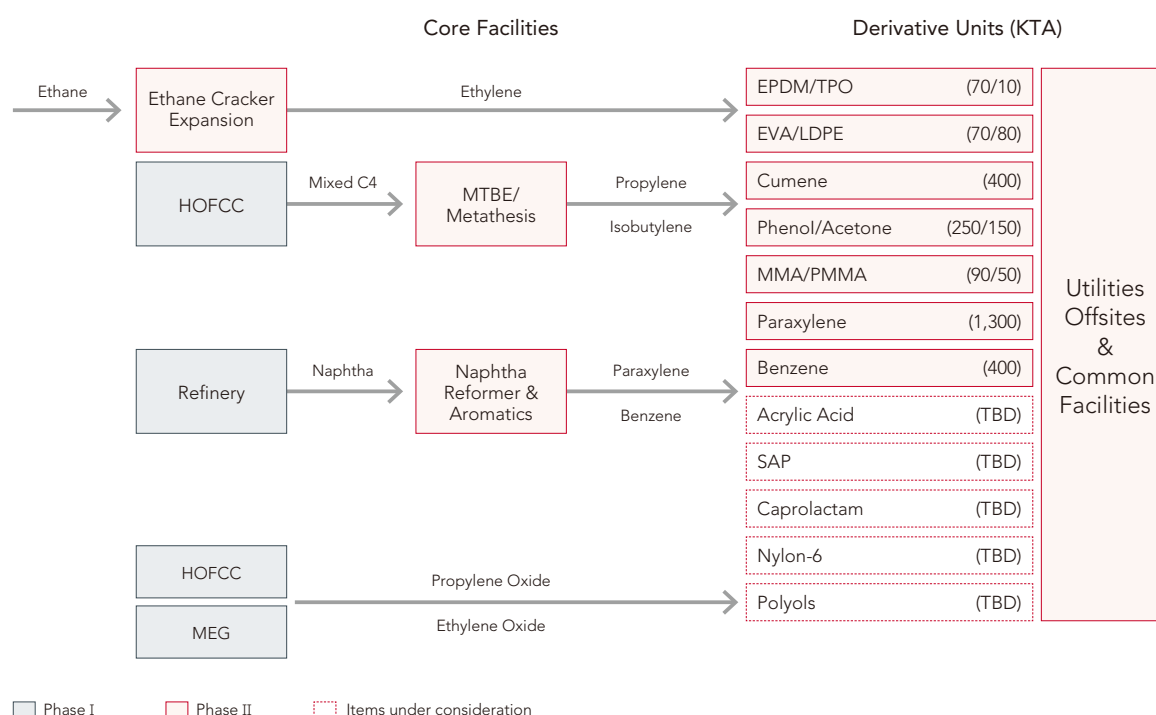 Core Facilities
Derivative Units (KTA)
Ethane
Ethane Cracker
Expansion
Ethylene
EPDM/TPO (70/10)
EVA/LDPE (70/80)
HOFCC
Mixed C4
MTBE/
Metathesis
Propylene
Isobutylene
Cumene (400)
Phenol/Acetone (250/150)
MMA/PMMA (90/50)
Paraxylene (1,300)
Refinery
Naphtha
Naphtha
Reformer &
Aromatics
Paraxylene
Benzene
Benzene (400)
Acrylic Acid (TBD)
SAP (TBD)
Caprolactam (TBD)
Nylon-6 (TBD)
Polyols (TBD)
HOFCC
MEG
Propylene Oxide
Ethylene Oxide
Utilities
Offsites
&
Common
Facilities
Phase I
Phase II
Items under consideration